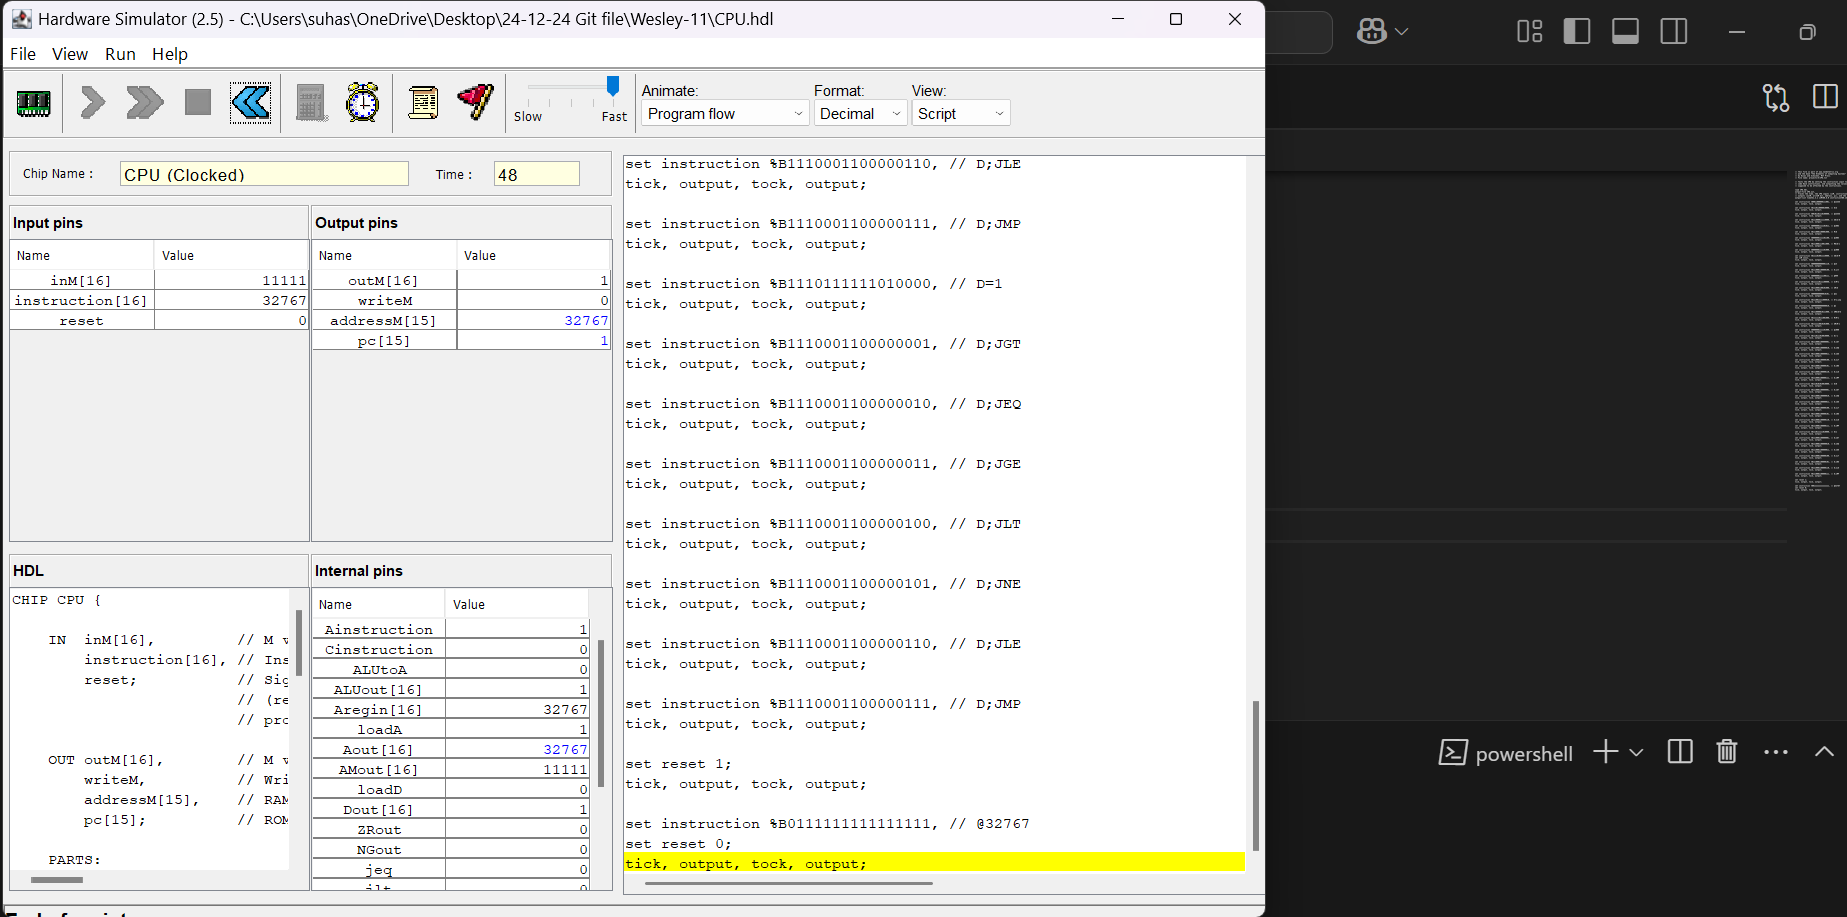 Hardware Simulator (2.5) - C:\Users\suhas\OneDrive\Desktop\24-12-24 Git file\Wesley-11\CPU.hdl
File View Run Help
Slow Fast
Animate: Format: View:
Program flow Decimal Script
Chip Name : CPU (Clocked) Time : 48
Input pins
Name Value
inM[16] 11111
instruction[16] 32767
reset 0
Output pins
Name Value
outM[16] 1
writeM 0
addressM[15] 32767
pc[15] 1
HDL
CHIP CPU {
IN inM[16], // M
instruction[16], // Ins
reset; // Sig
// (re
// pro
OUT outM[16], // M
writeM, // Wri
addressM[15], // RAM
pc[15]; // ROM
PARTS:
Internal pins
Name Value
Ainstruction 1
Cinstruction 0
ALUtoA 0
ALUout[16] 1
Aregin[16] 32767
loadA 1
Aout[16] 32767
AMout[16] 11111
loadD 0
Dout[16] 1
ZRout 0
NGout 0
jeq 0
set instruction %B1110001100000110, // D;JLE
tick, output, tock, output;
set instruction %B1110001100000111, // D;JMP
tick, output, tock, output;
set instruction %B1110111111010000, // D=1
tick, output, tock, output;
set instruction %B1110001100000001, // D;JGT
tick, output, tock, output;
set instruction %B1110001100000010, // D;JEQ
tick, output, tock, output;
set instruction %B1110001100000011, // D;JGE
tick, output, tock, output;
set instruction %B1110001100000100, // D;JLT
tick, output, tock, output;
set instruction %B1110001100000101, // D;JNE
tick, output, tock, output;
set instruction %B1110001100000110, // D;JLE
tick, output, tock, output;
set instruction %B1110001100000111, // D;JMP
tick, output, tock, output;
set reset 1;
tick, output, tock, output;
set instruction %B0111111111111111, // @32767
set reset 0;
tick, output, tock, output;
powershell